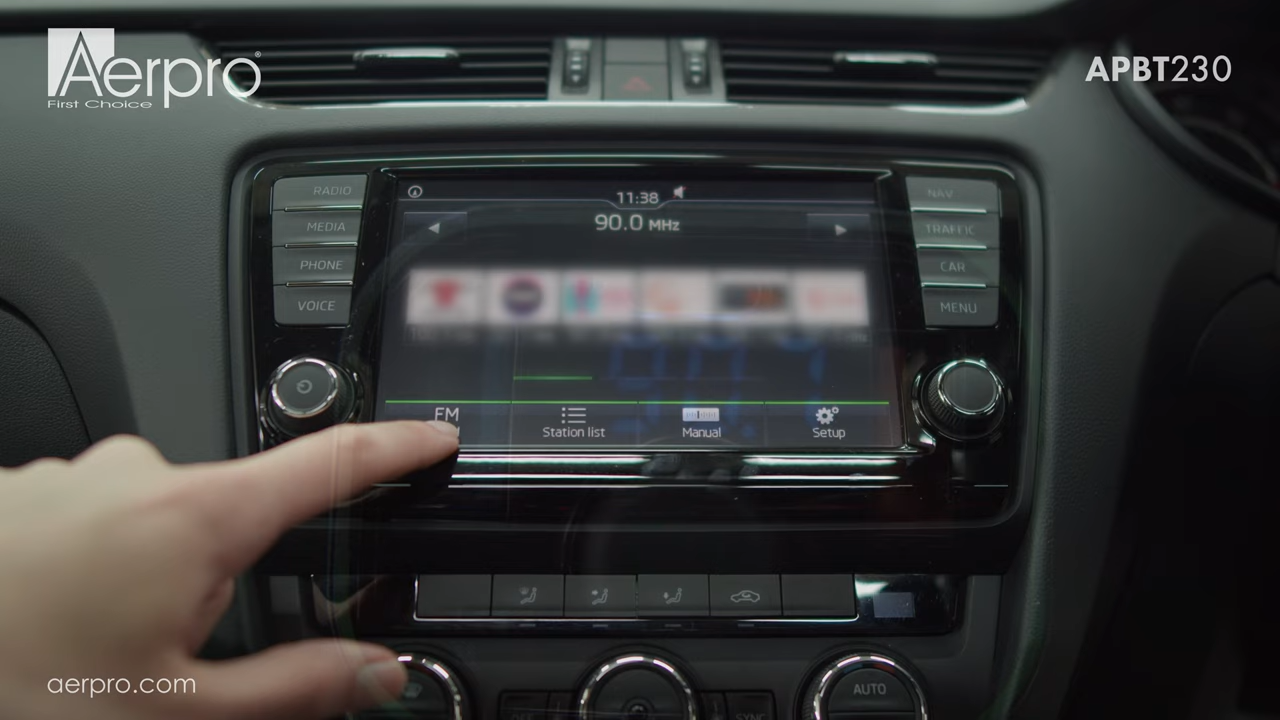 Aerpro
First Choice
APBT230
RADIO
MEDIA
PHONE
VOICE
11:38
90.0 MHz
NAV
TRAFFIC
CAR
MENU
FM
Station list
Manual
Setup
AUTO
SYNC
aerpro.com